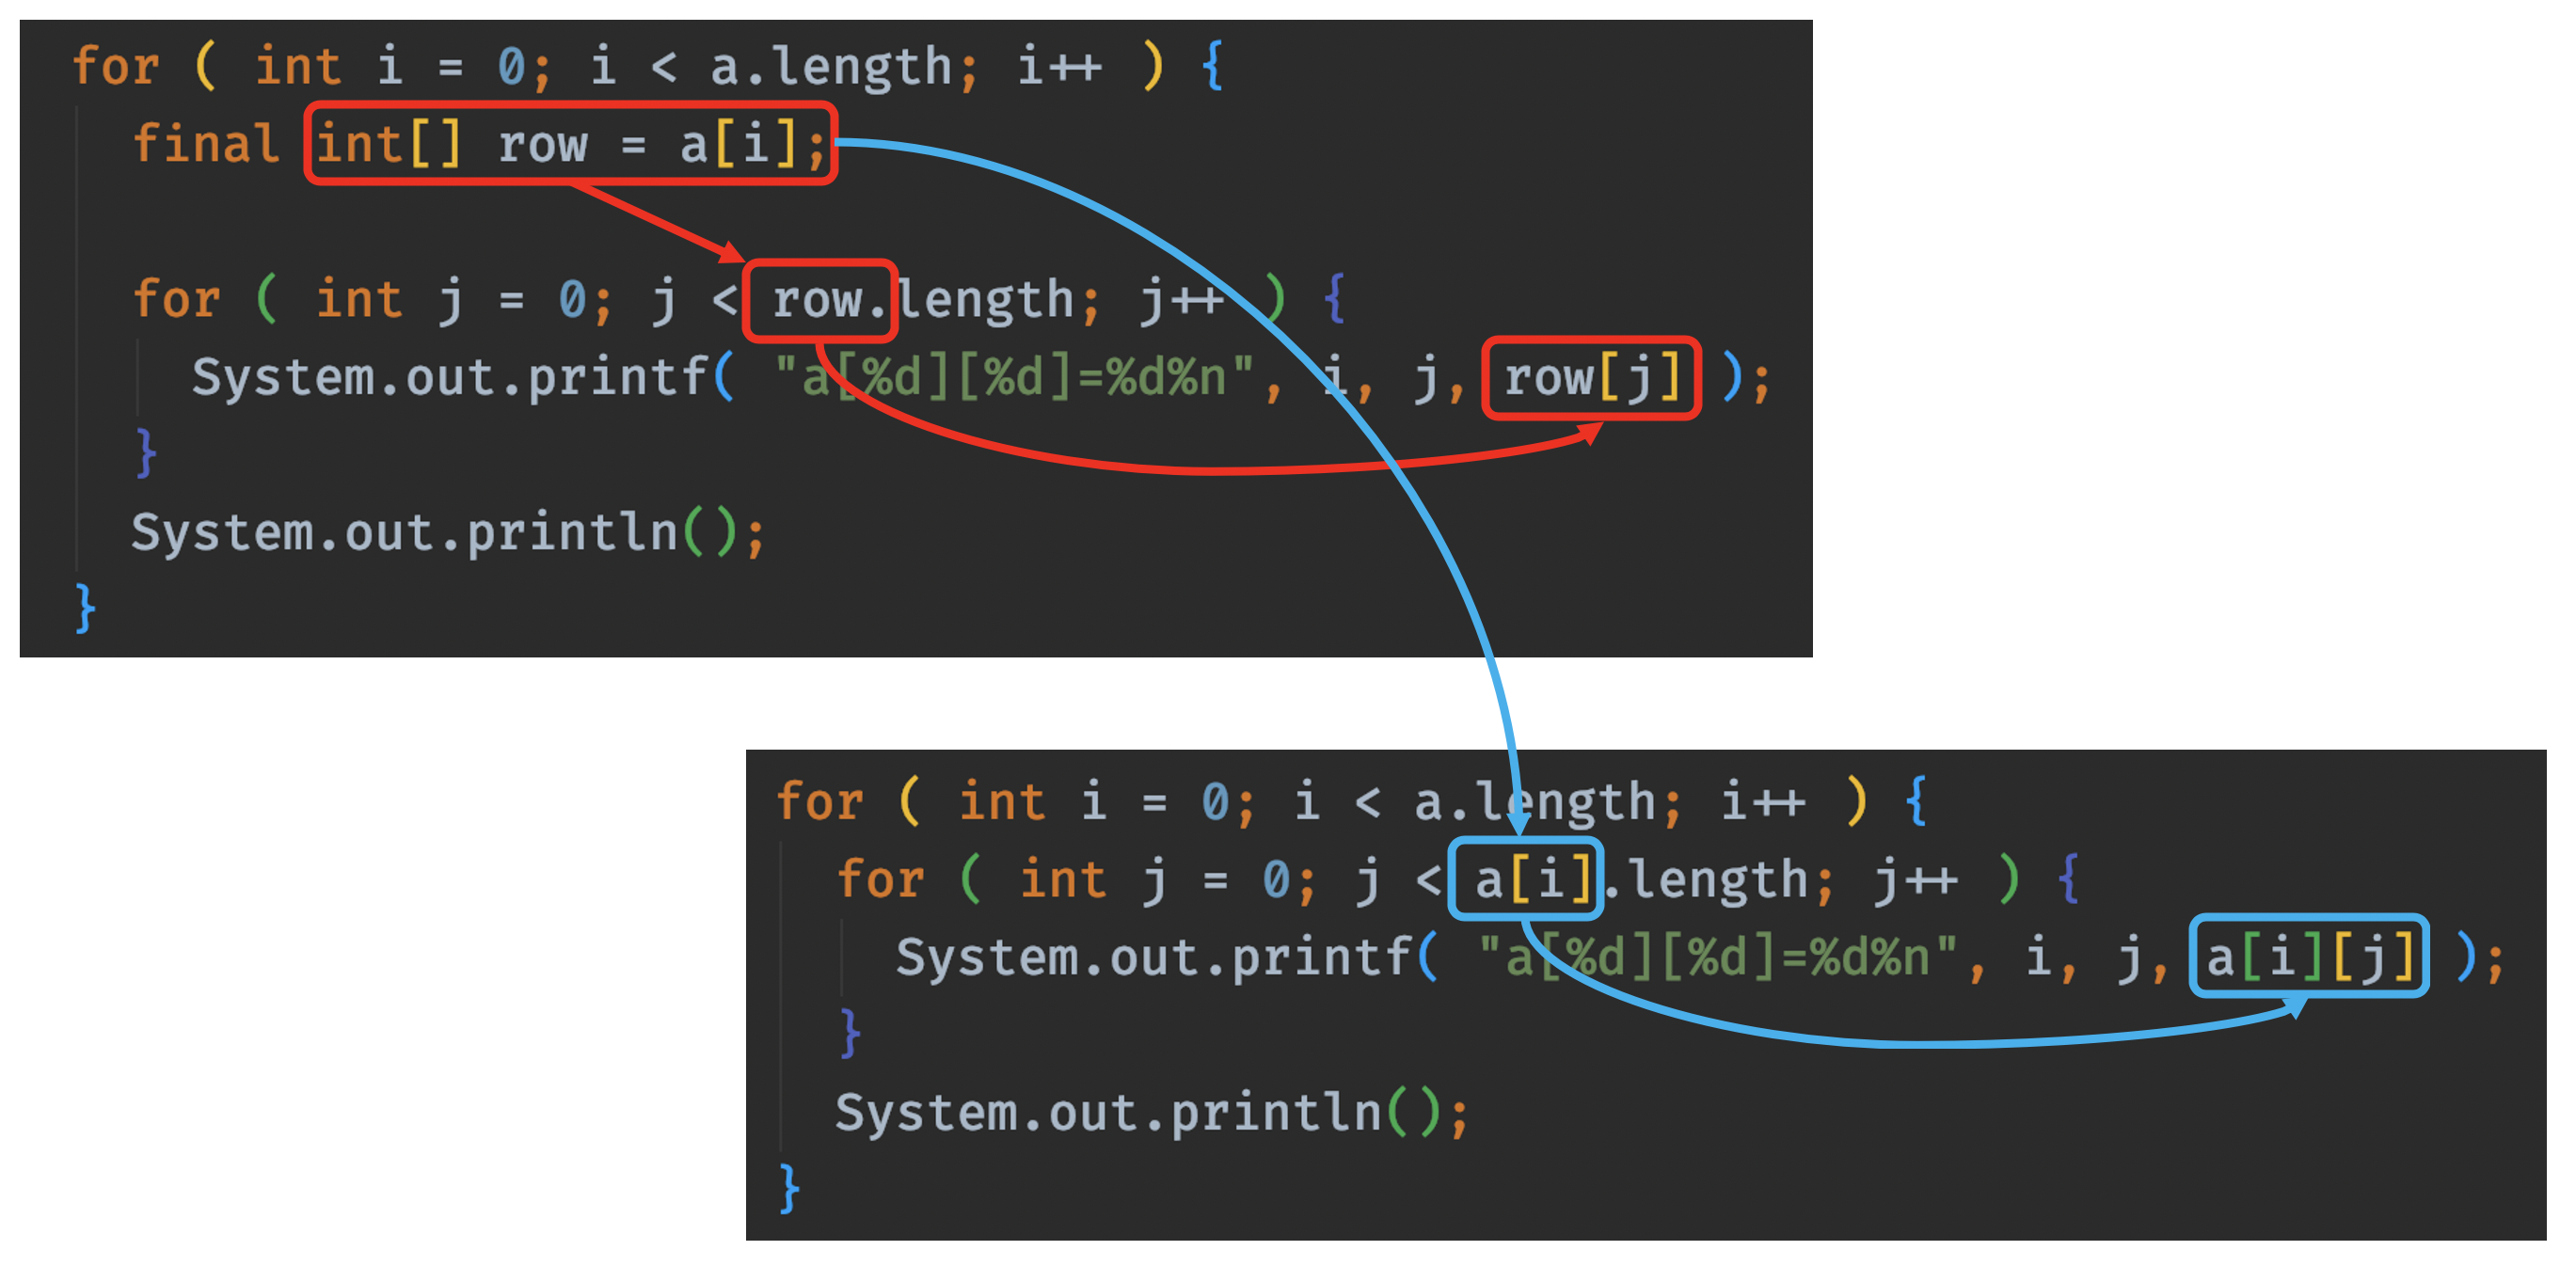 for ( int i = 0; i < a.length; i++ ) {
final int[] row = a[i];
for ( int j = 0; j < row.length; j++ ) {
System.out.printf( "a[%d][%d]=%d%n", i, j, row[j] );
}
System.out.println();
}
for ( int i = 0; i < a.length; i++ ) {
for ( int j = 0; j < a[i].length; j++ ) {
System.out.printf( "a[%d][%d]=%d%n", i, j, a[i][j] );
}
System.out.println();
}